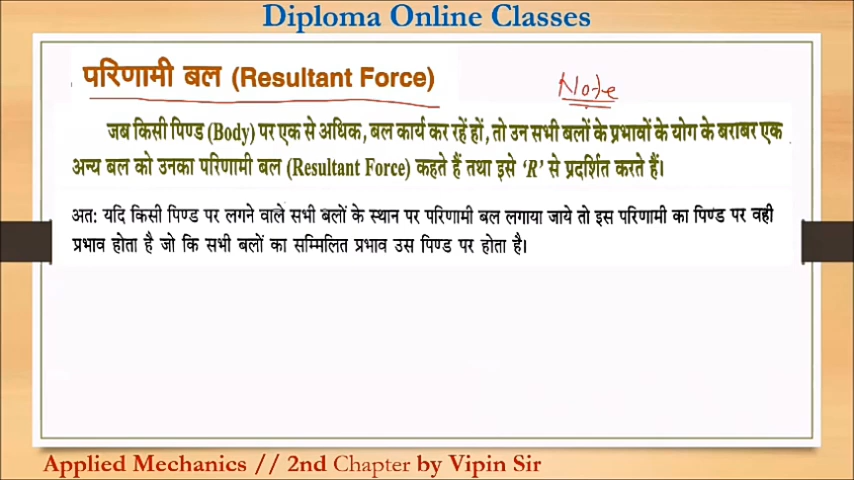 Diploma Online Classes
परिणामी बल (Resultant Force)
Note
जब किसी पिण्ड (Body) पर एक से अधिक, बल कार्य कर रहें हों, तो उन सभी बलों के प्रभावों के योग के बराबर एक
अन्य बल को उनका परिणामी बल (Resultant Force) कहते हैं तथा इसे ‘R’ से प्रदर्शित करते हैं।
अत: यदि किसी पिण्ड पर लगने वाले सभी बलों के स्थान पर परिणामी बल लगाया जाये तो इस परिणामी का पिण्ड पर वही
प्रभाव होता है जो कि सभी बलों का सम्मिलित प्रभाव उस पिण्ड पर होता है।
Applied Mechanics // 2nd Chapter by Vipin Sir